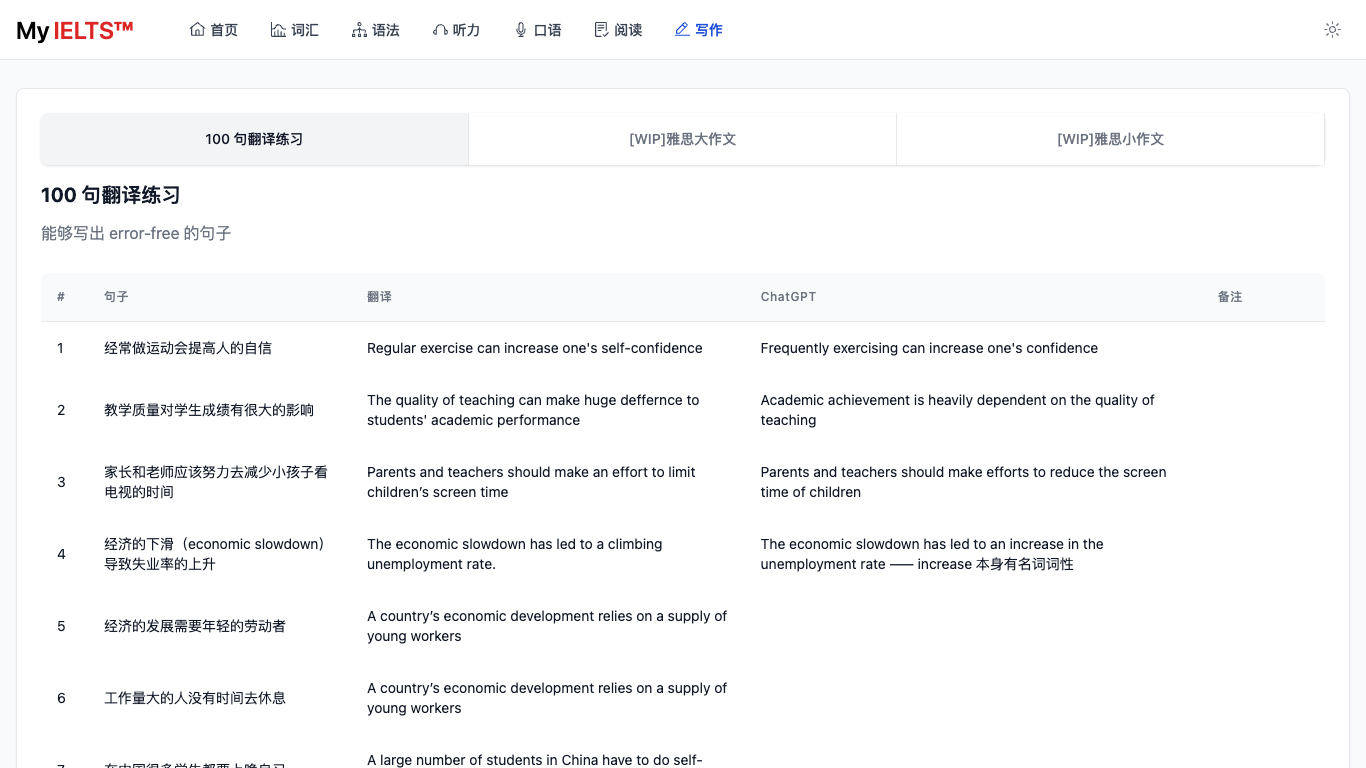 My IELTS™
首页
词汇
语法
听力
口语
阅读
写作
100 句翻译练习
[WIP]雅思大作文
[WIP]雅思小作文
100 句翻译练习
能够写出 error-free 的句子
# 句子 翻译 ChatGPT 备注
1
经常做运动会提高人的自信
Regular exercise can increase one's self-confidence
Frequently exercising can increase one's confidence
2
教学质量对学生成绩有很大的影响
The quality of teaching can make huge deffernce to
students' academic performance
Academic achievement is heavily dependent on the quality of
teaching
3
家长和老师应该努力去减少小孩子看
电视的时间
Parents and teachers should make an effort to limit
children’s screen time
Parents and teachers should make efforts to reduce the screen
time of children
4
经济的下滑（economic slowdown）
导致失业率的上升
The economic slowdown has led to a climbing
unemployment rate.
The economic slowdown has led to an increase in the
unemployment rate —— increase 本身有名词词性
5
经济的发展需要年轻的劳动者
A country’s economic development relies on a supply of
young workers
6
工作量大的人没有时间去休息
A country’s economic development relies on a supply of
young workers
A large number of students in China have to do self-